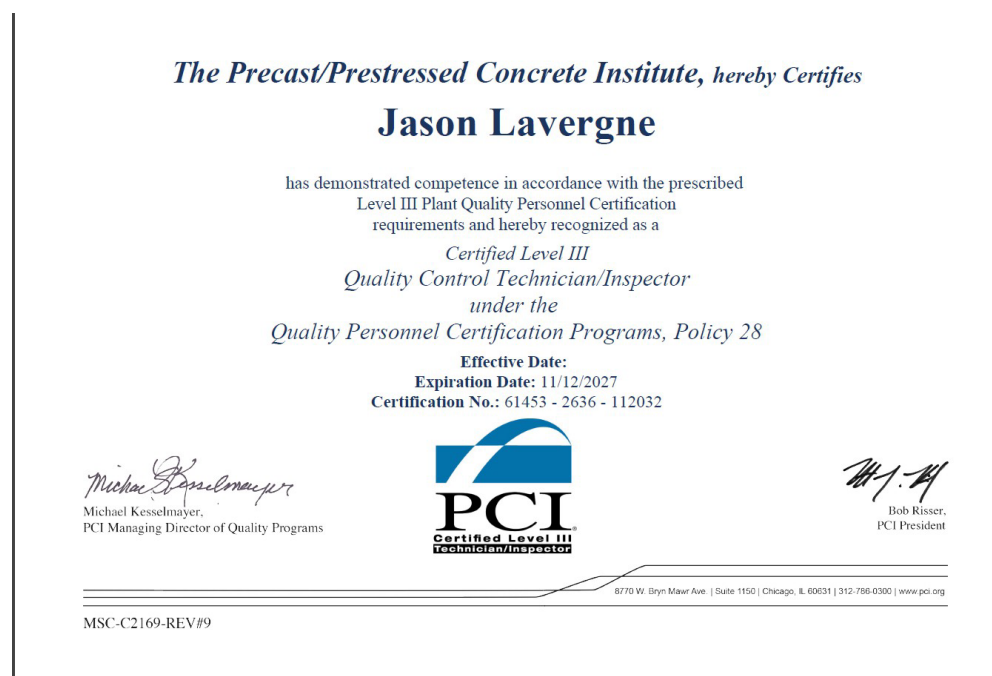 The Precast/Prestressed Concrete Institute, hereby Certifies
Jason Lavergne
has demonstrated competence in accordance with the prescribed
Level III Plant Quality Personnel Certification
requirements and hereby recognized as a
Certified Level III
Quality Control Technician/Inspector
under the
Quality Personnel Certification Programs, Policy 28
Effective Date:
Expiration Date: 11/12/2027
Certification No.: 61453 - 2636 - 112032
PCI®
Certified Level III
Technician/Inspector
Michael Kesselmayer
Michael Kesselmayer,
PCI Managing Director of Quality Programs
Bob Risser,
PCI President
8770 W. Bryn Mawr Ave. | Suite 1150 | Chicago, IL 60631 | 312-786-0300 | www.pci.org
MSC-C2169-REV#9